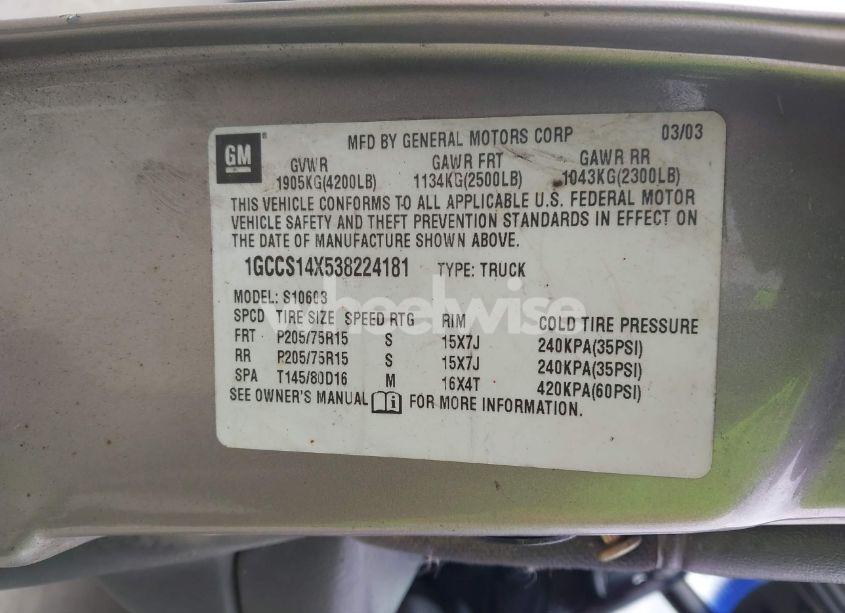 GM
MFD BY GENERAL MOTORS CORP 03/03
GVWR GAWR FRT GAWR RR
1905KG(4200LB) 1134KG(2500LB) 1043KG(2300LB)
THIS VEHICLE CONFORMS TO ALL APPLICABLE U.S. FEDERAL MOTOR
VEHICLE SAFETY AND THEFT PREVENTION STANDARDS IN EFFECT ON
THE DATE OF MANUFACTURE SHOWN ABOVE.
1GCCS14X538224181 TYPE: TRUCK
MODEL: S10603
wheelwise
SPCD TIRE SIZE SPEED RTG RIM COLD TIRE PRESSURE
FRT P205/75R15 S 15X7J 240KPA(35PSI)
RR P205/75R15 S 15X7J 240KPA(35PSI)
SPA T145/80D16 M 16X4T 420KPA(60PSI)
SEE OWNER'S MANUAL FOR MORE INFORMATION.